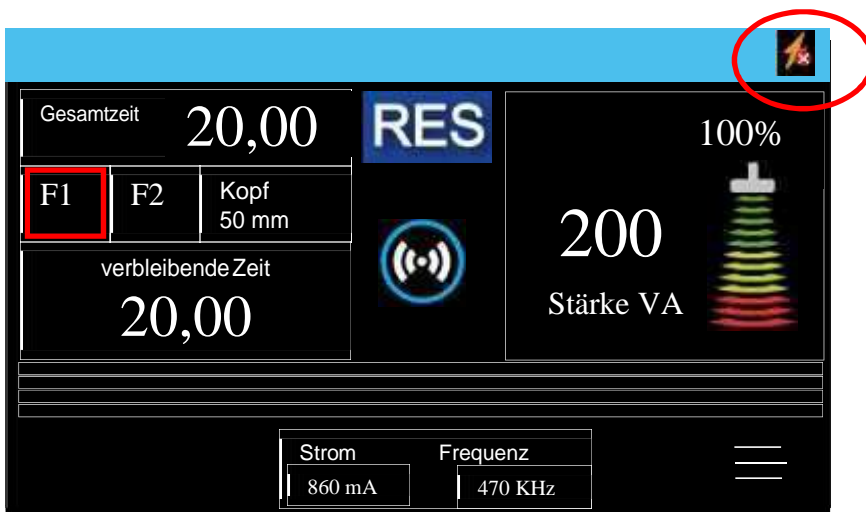 Gesamtzeit 20,00
RES
100%
F1 F2 Kopf
50 mm
200
Stärke VA
verbleibende Zeit
20,00
Strom Frequenz
860 mA 470 KHz